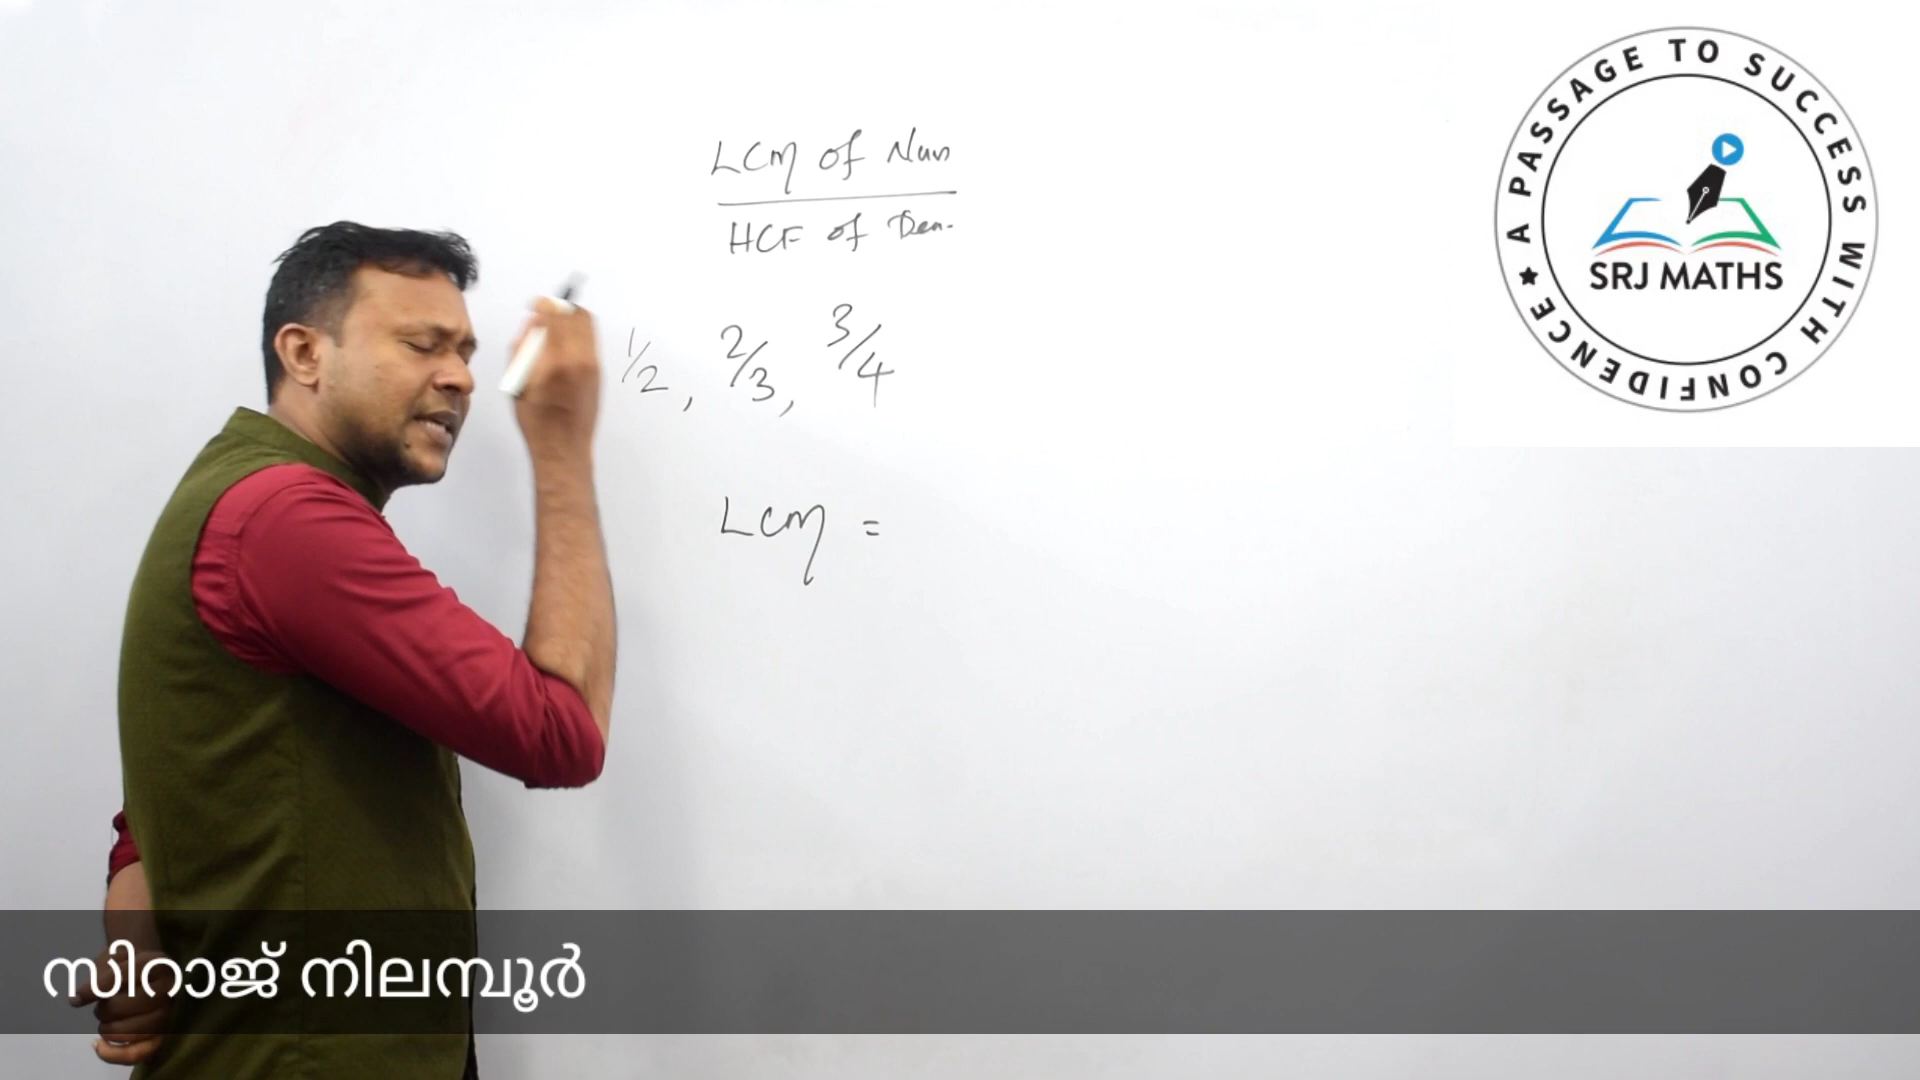 LCM of Num
HCF of Den.
1/2, 2/3, 3/4
LCM =
A PASSAGE TO SUCCESS WITH CONFIDENCE ★
SRJ MATHS
സിറാജ് നിലമ്പൂർ